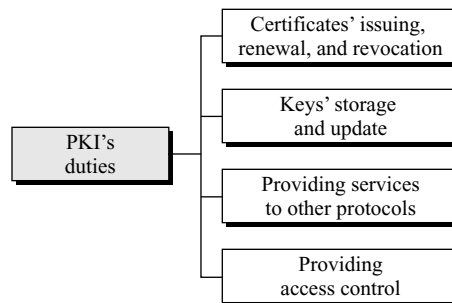 Certificates’ issuing,
renewal, and revocation
Keys’ storage
and update
PKI’s
duties
Providing services
to other protocols
Providing
access control